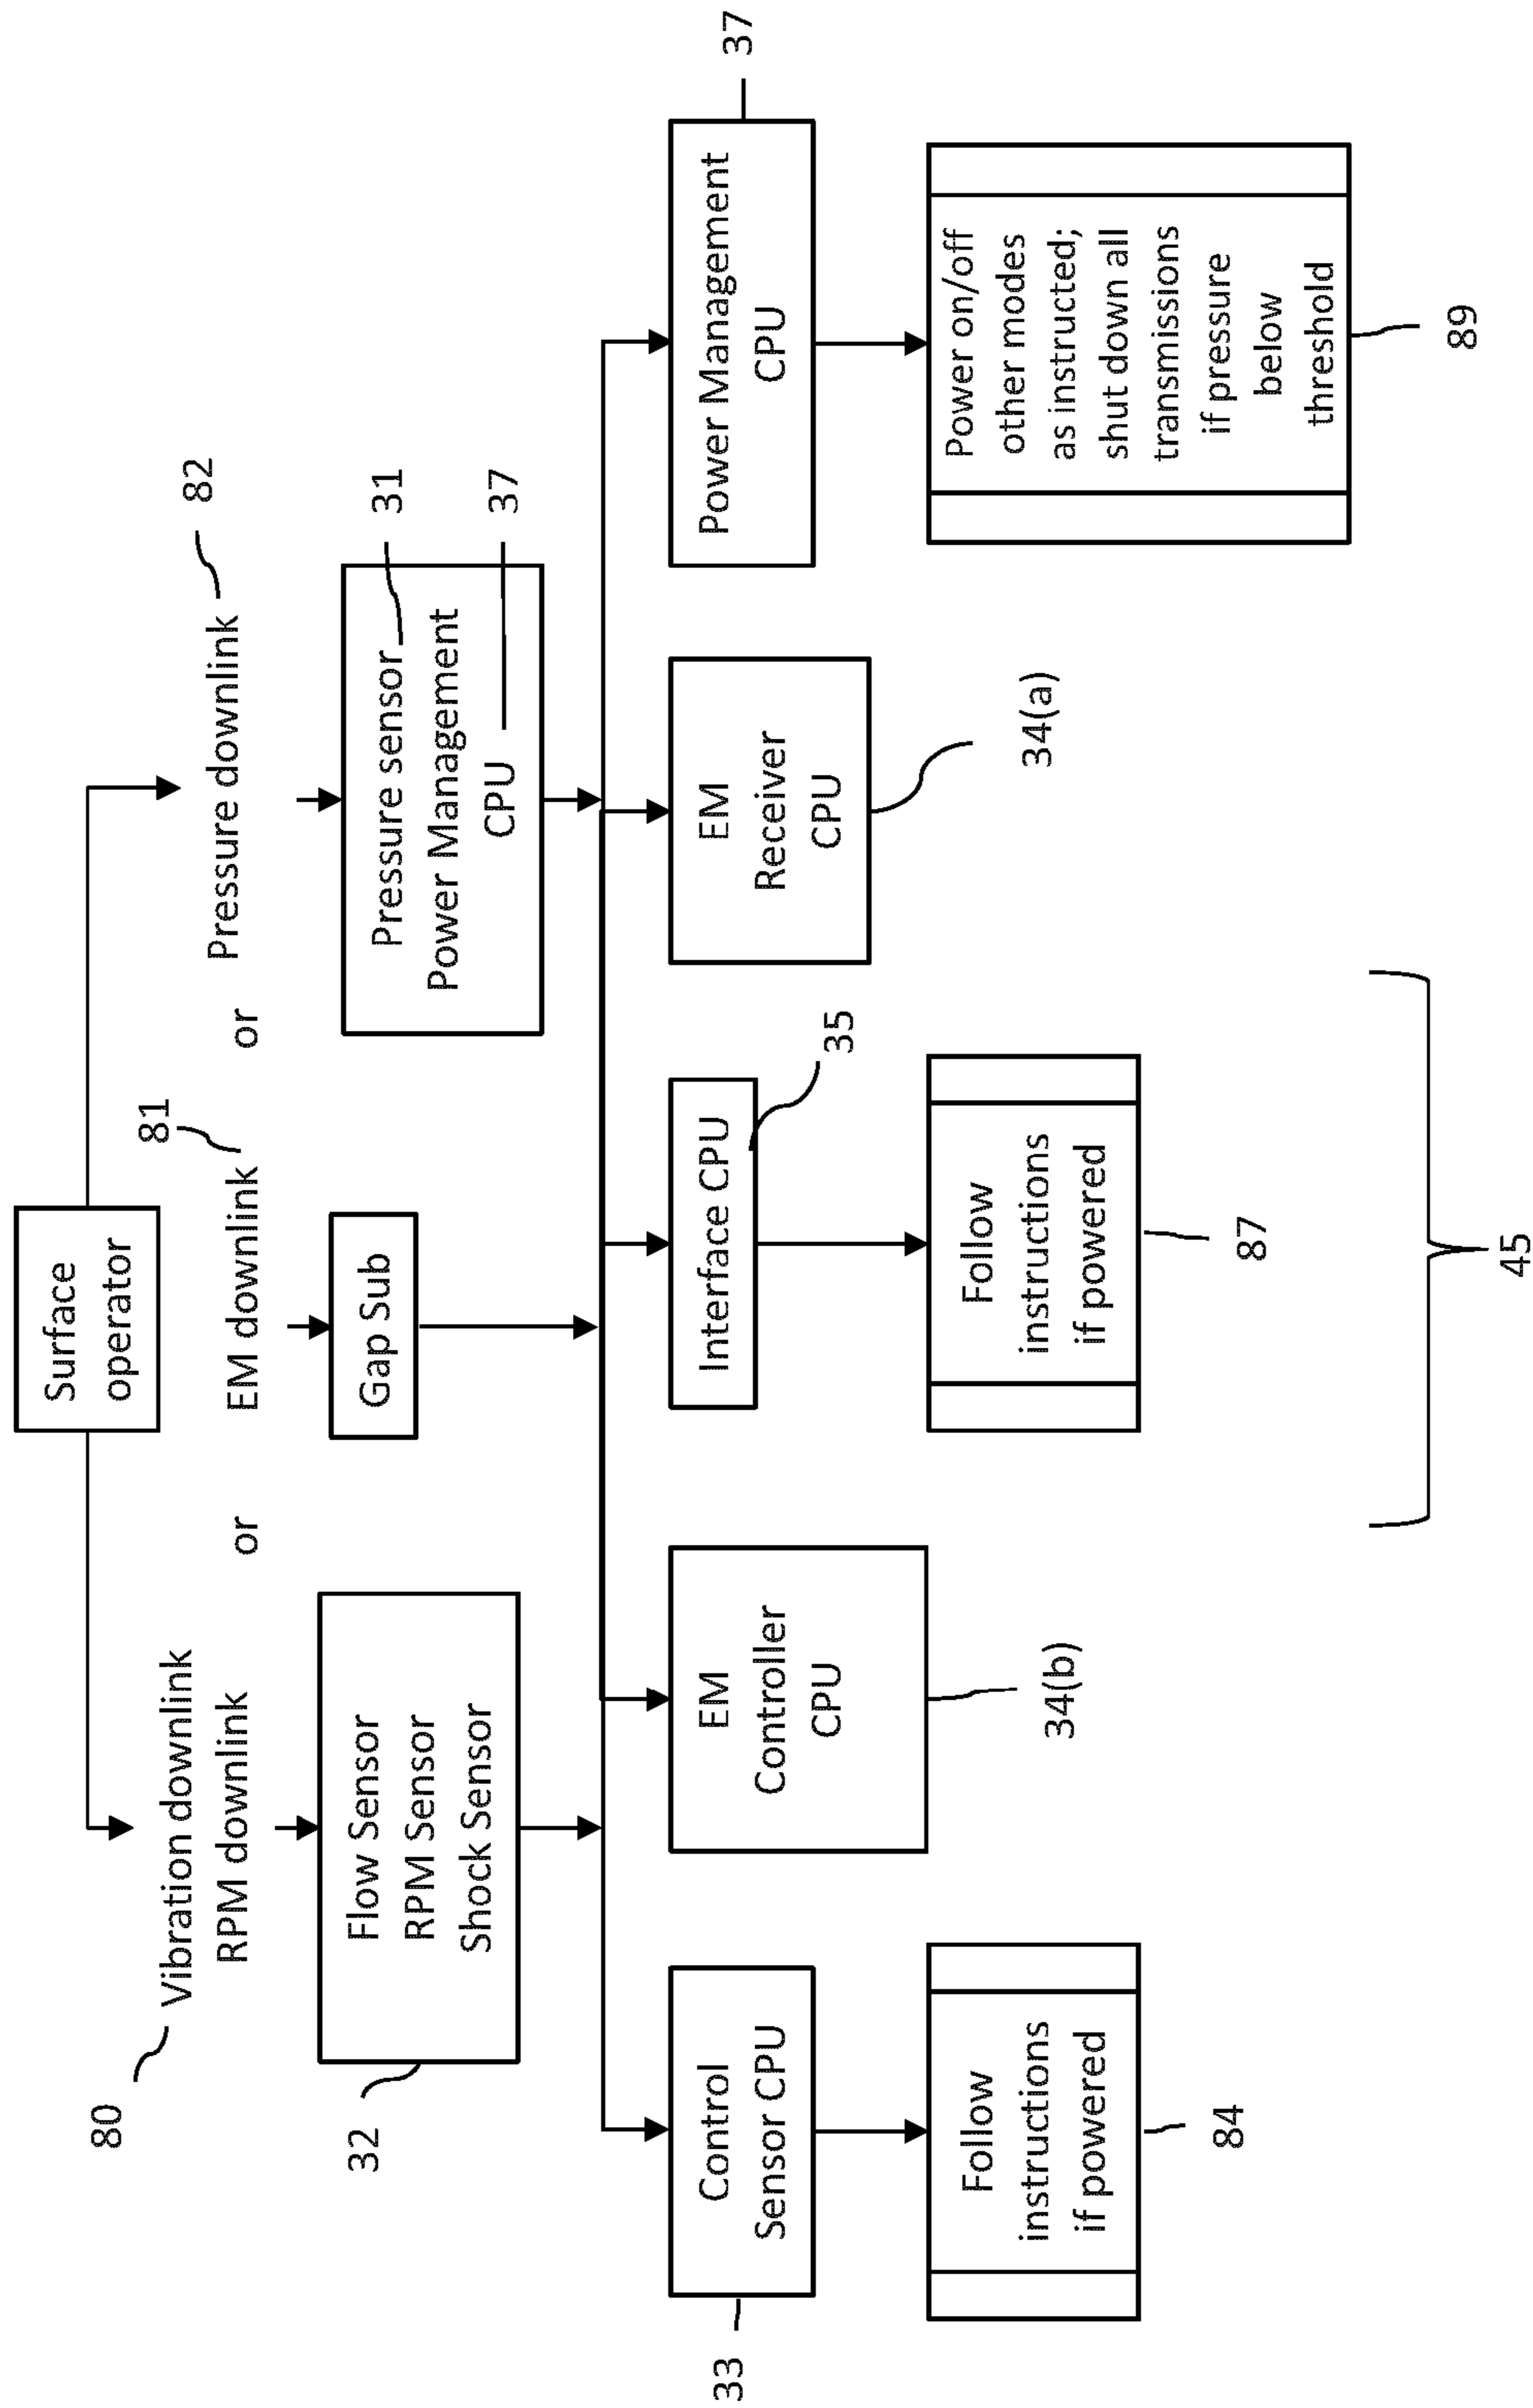 Surface
operator
80
Vibration downlink
RPM downlink
or
81
EM downlink
or
Pressure downlink
82
32
Flow Sensor
RPM Sensor
Shock Sensor
Gap Sub
Pressure sensor
Power Management
CPU
31
37
33
Control
Sensor CPU
EM
Controller
CPU
34(b)
Interface CPU
35
EM
Receiver
CPU
34(a)
Power Management
CPU
37
Follow
instructions
if powered
84
Follow
instructions
if powered
87
Power on/off
other modes
as instructed;
shut down all
transmissions
if pressure
below
threshold
89
45